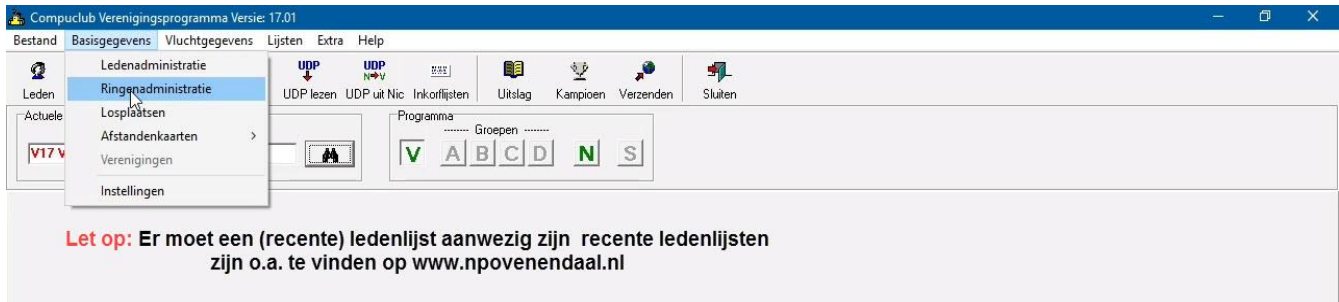 Compuclub Verenigingsprogramma Versie: 17.01
Bestand Basisgegevens Vluchtgegevens Lijsten Extra Help
Ledenadministratie
Ringenadministratie
Losplaatsen
Afstandenkaarten
Verenigingen
Instellingen
UDP UDP
N V
Leden UDP lezen UDP uit Nic Inkorflijsten Uitslag Kampioen Verzenden Sluiten
Actuele Programma
-------- Groepen --------
V17 V A B C D N S
Let op: Er moet een (recente) ledenlijst aanwezig zijn recente ledenlijsten
zijn o.a. te vinden op www.npovenendaal.nl